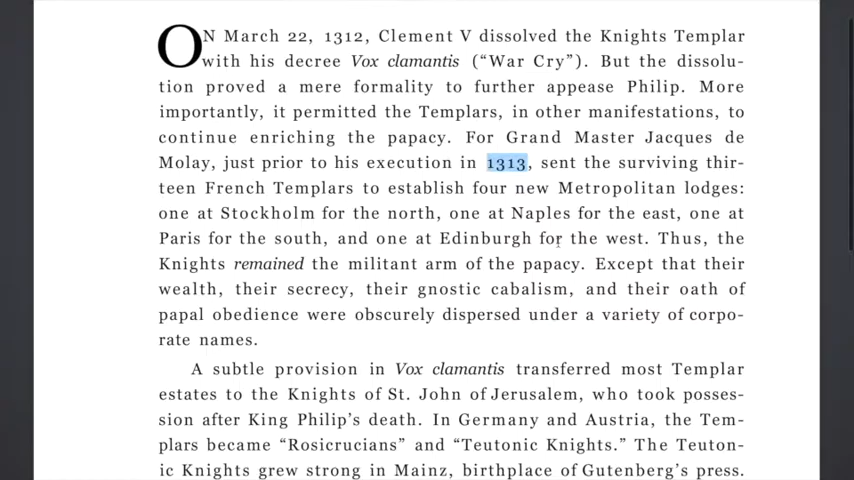 ON March 22, 1312, Clement V dissolved the Knights Templar
with his decree Vox clamantis (“War Cry”). But the dissolu-
tion proved a mere formality to further appease Philip. More
importantly, it permitted the Templars, in other manifestations, to
continue enriching the papacy. For Grand Master Jacques de
Molay, just prior to his execution in 1313, sent the surviving thir-
teen French Templars to establish four new Metropolitan lodges:
one at Stockholm for the north, one at Naples for the east, one at
Paris for the south, and one at Edinburgh for the west. Thus, the
Knights remained the militant arm of the papacy. Except that their
wealth, their secrecy, their gnostic cabalism, and their oath of
papal obedience were obscurely dispersed under a variety of corpo-
rate names.
A subtle provision in Vox clamantis transferred most Templar
estates to the Knights of St. John of Jerusalem, who took posses-
sion after King Philip’s death. In Germany and Austria, the Tem-
plars became “Rosicrucians” and “Teutonic Knights.” The Teuton-
ic Knights grew strong in Mainz, birthplace of Gutenberg’s press.